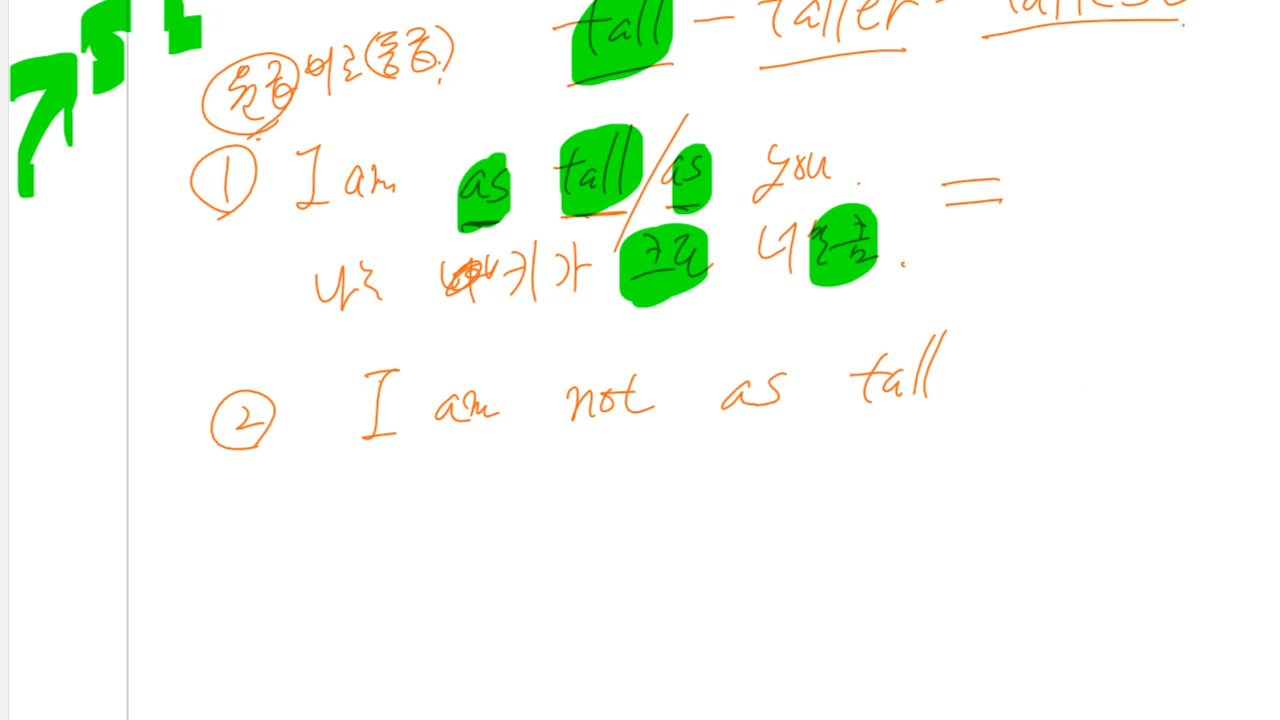 tall - taller - tallest.
원급 비교(동급)
① I am as tall / as you. =
나는 키가 크다 너만큼.
② I am not as tall